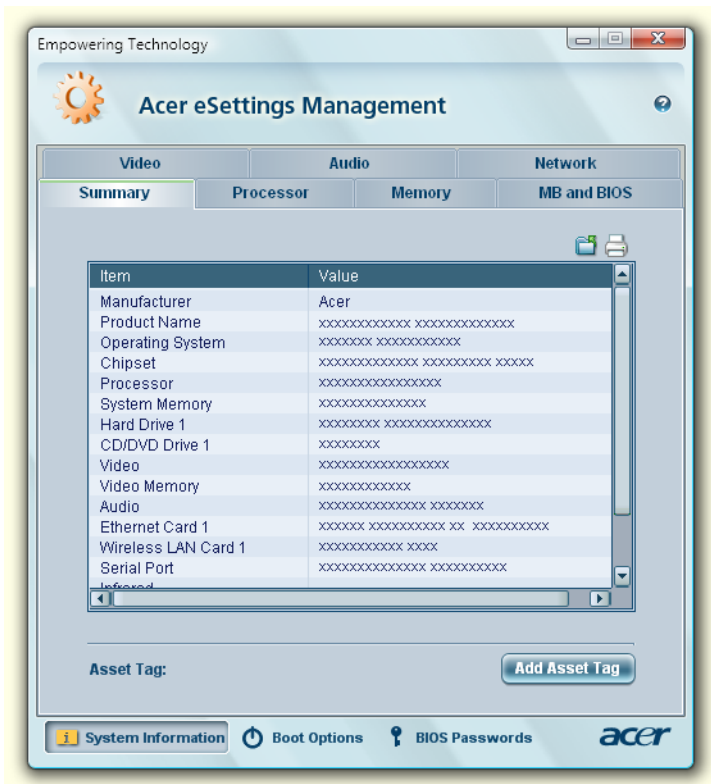 Empowering Technology
Acer eSettings Management
Video Audio Network
Summary Processor Memory MB and BIOS
Item Value
Manufacturer Acer
Product Name xxxxxxxxxxxx xxxxxxxxxxxxx
Operating System xxxxxxx xxxxxxxxxxx
Chipset xxxxxxxxxxxxx xxxxxxxxx xxxxx
Processor xxxxxxxxxxxxxxxx
System Memory xxxxxxxxxxxxxx
Hard Drive 1 xxxxxxxx xxxxxxxxxxxxxx
CD/DVD Drive 1 xxxxxxxx
Video xxxxxxxxxxxxxxxxx
Video Memory xxxxxxxxxxxx
Audio xxxxxxxxxxxxxx xxxxxxx
Ethernet Card 1 xxxxxx xxxxxxxxxx xx xxxxxxxxxx
Wireless LAN Card 1 xxxxxxxxxxx xxxx
Serial Port xxxxxxxxxxxxxx xxxxxxxxxx
Infrared
Asset Tag: Add Asset Tag
System Information Boot Options BIOS Passwords acer